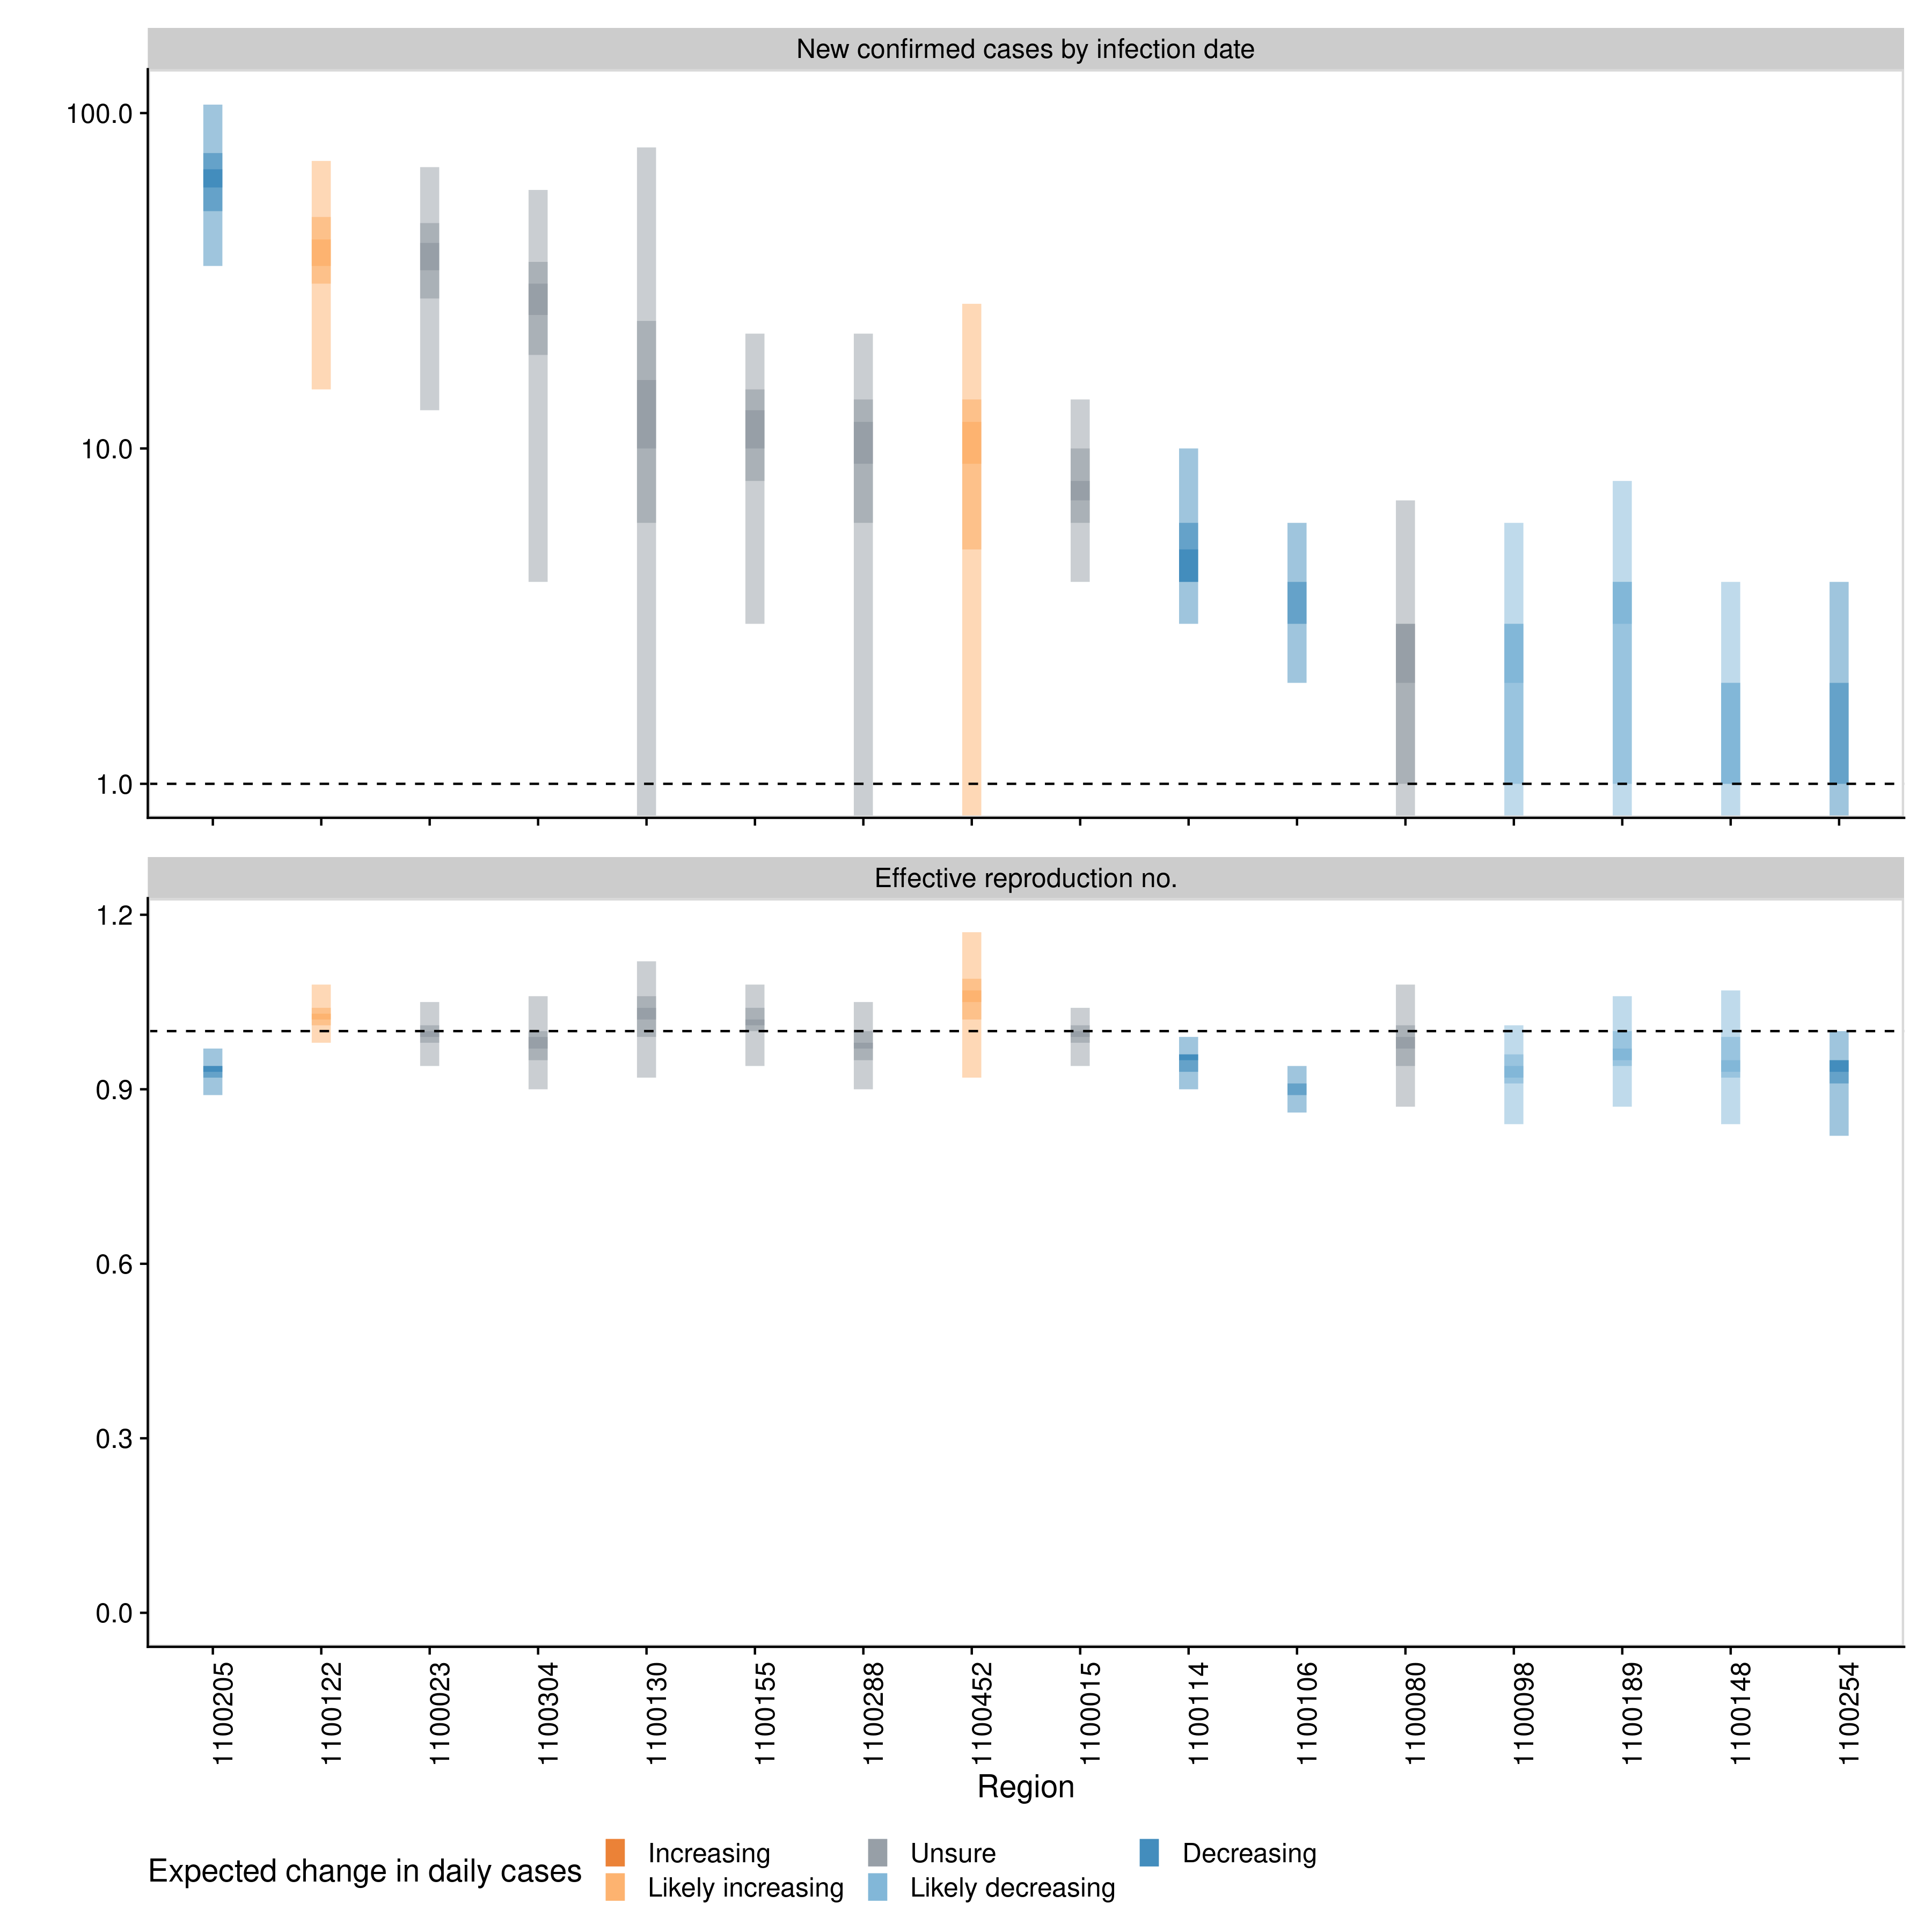 New confirmed cases by infection date
100.0
10.0
1.0
Effective reproduction no.
1.2
0.9
0.6
0.3
0.0
1100205 1100122 1100023 1100304 1100130 1100155 1100288 1100452 1100015 1100114 1100106 1100080 1100098 1100189 1100148 1100254
Region
Expected change in daily cases
Increasing Unsure Decreasing
Likely increasing Likely decreasing